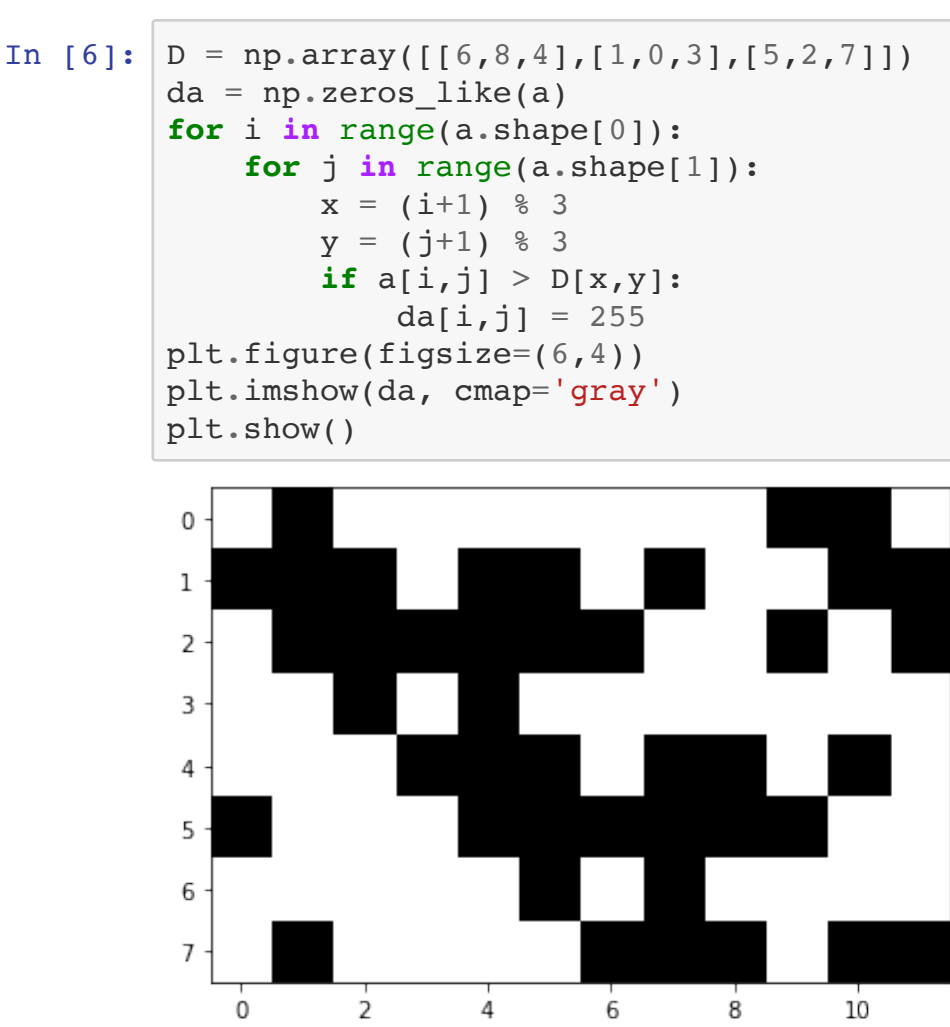 In [6]: D = np.array([[6,8,4],[1,0,3],[5,2,7]])
da = np.zeros_like(a)
for i in range(a.shape[0]):
    for j in range(a.shape[1]):
        x = (i+1) % 3
        y = (j+1) % 3
        if a[i,j] > D[x,y]:
            da[i,j] = 255
plt.figure(figsize=(6,4))
plt.imshow(da, cmap='gray')
plt.show()
0
1
2
3
4
5
6
7
0 2 4 6 8 10